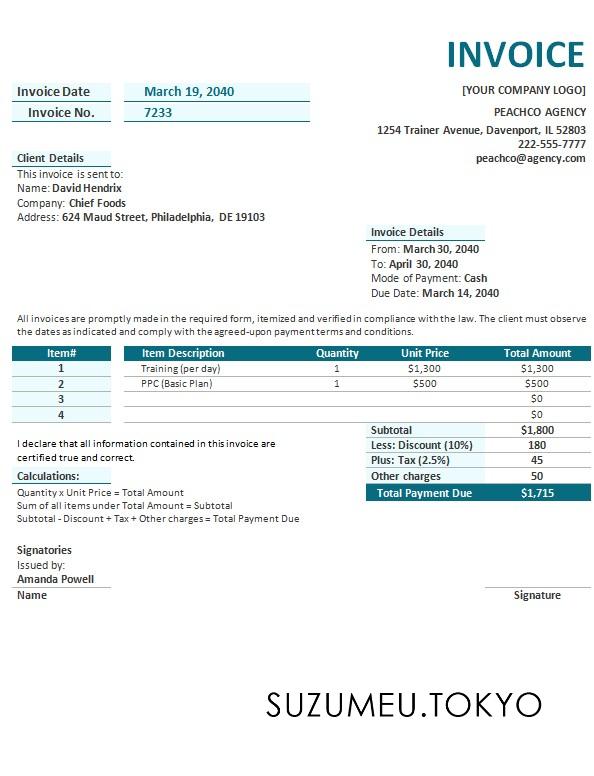 INVOICE
Invoice Date March 19, 2040
[YOUR COMPANY LOGO]
Invoice No. 7233
PEACHCO AGENCY
1254 Trainer Avenue, Davenport, IL 52803
222-555-7777
peachco@agency.com
Client Details
This invoice is sent to:
Name: David Hendrix
Company: Chief Foods
Address: 624 Maud Street, Philadelphia, DE 19103
Invoice Details
From: March 30, 2040
To: April 30, 2040
Mode of Payment: Cash
Due Date: March 14, 2040
All invoices are promptly made in the required form, itemized and verified in compliance with the law. The client must observe
the dates as indicated and comply with the agreed-upon payment terms and conditions.
Item# Item Description Quantity Unit Price Total Amount
1 Training (per day) 1 $1,300 $1,300
2 PPC (Basic Plan) 1 $500 $500
3 $0
4 $0
Subtotal $1,800
Less: Discount (10%) 180
Plus: Tax (2.5%) 45
Other charges 50
Total Payment Due $1,715
I declare that all information contained in this invoice are
certified true and correct.
Calculations:
Quantity x Unit Price = Total Amount
Sum of all items under Total Amount = Subtotal
Subtotal - Discount + Tax + Other charges = Total Payment Due
Signatories
Issued by:
Amanda Powell
Name Signature
SUZUMEU.TOKYO